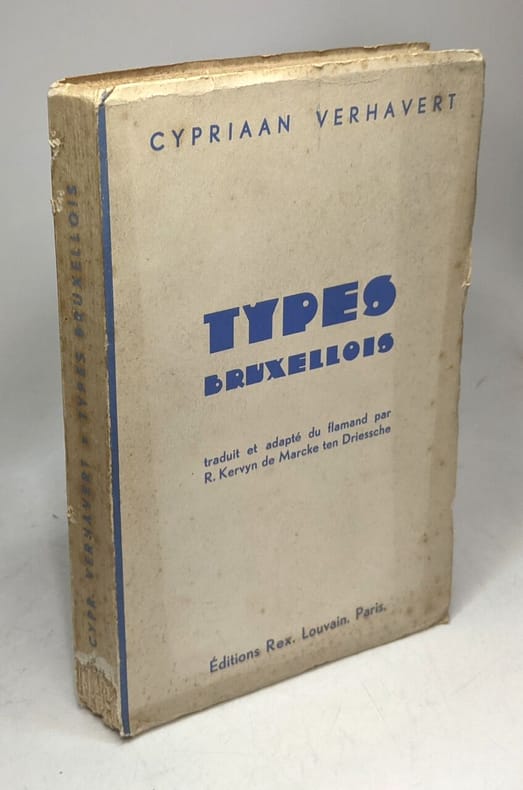 CYPRIAAN VERHAVERT
TYPES
BRUXELLOIS
traduit et adapté du flamand par
R. Kervyn de Marcke ten Driessche
Éditions Rex. Louvain. Paris.
CYPR. VERHAVERT TYPES BRUXELLOIS